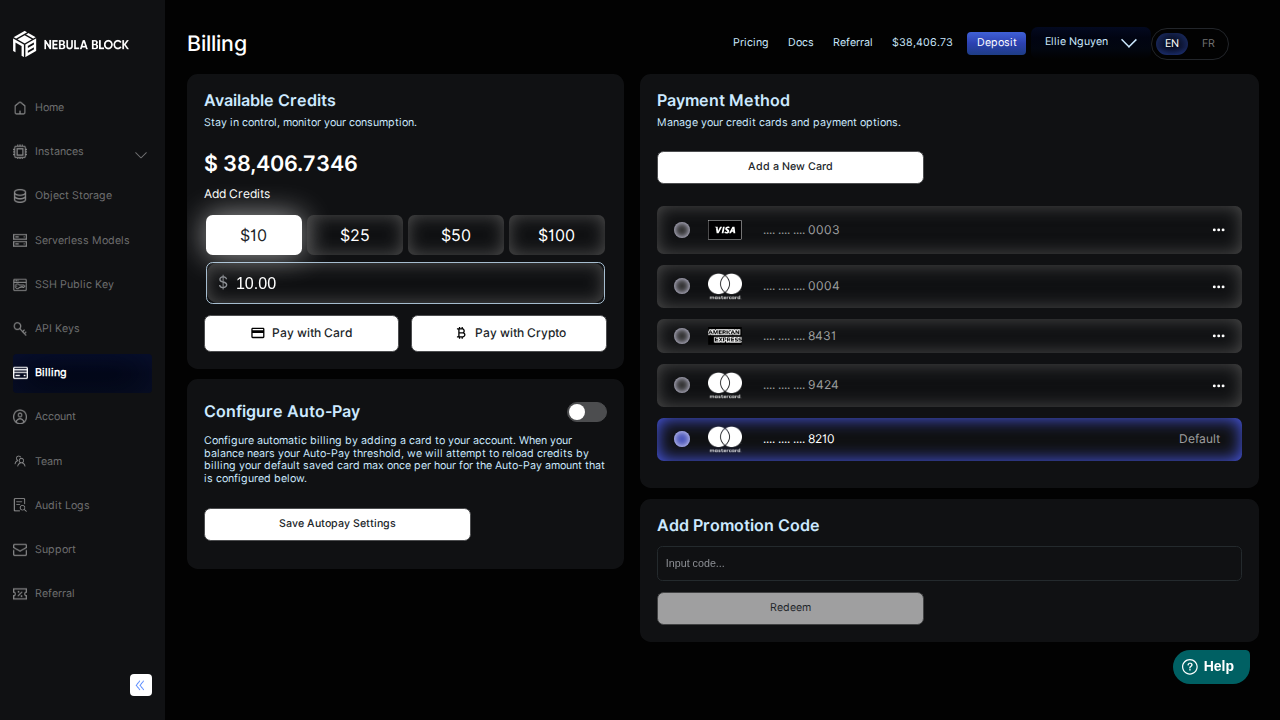 NEBULA BLOCK
Home
Instances
Object Storage
Serverless Models
SSH Public Key
API Keys
Billing
Account
Team
Audit Logs
Support
Referral
Billing
Pricing
Docs
Referral
$38,406.73
Deposit
Ellie Nguyen
EN
FR
Available Credits
Stay in control, monitor your consumption.
$ 38,406.7346
Add Credits
$10
$25
$50
$100
$ 10.00
Pay with Card
Pay with Crypto
Configure Auto-Pay
Configure automatic billing by adding a card to your account. When your
balance nears your Auto-Pay threshold, we will attempt to reload credits by
billing your default saved card max once per hour for the Auto-Pay amount that
is configured below.
Save Autopay Settings
Payment Method
Manage your credit cards and payment options.
Add a New Card
VISA
.... .... .... 0003
mastercard
.... .... .... 0004
AMERICAN
EXPRESS
.... .... .... 8431
mastercard
.... .... .... 9424
mastercard
.... .... .... 8210
Default
Add Promotion Code
Input code...
Redeem
Help